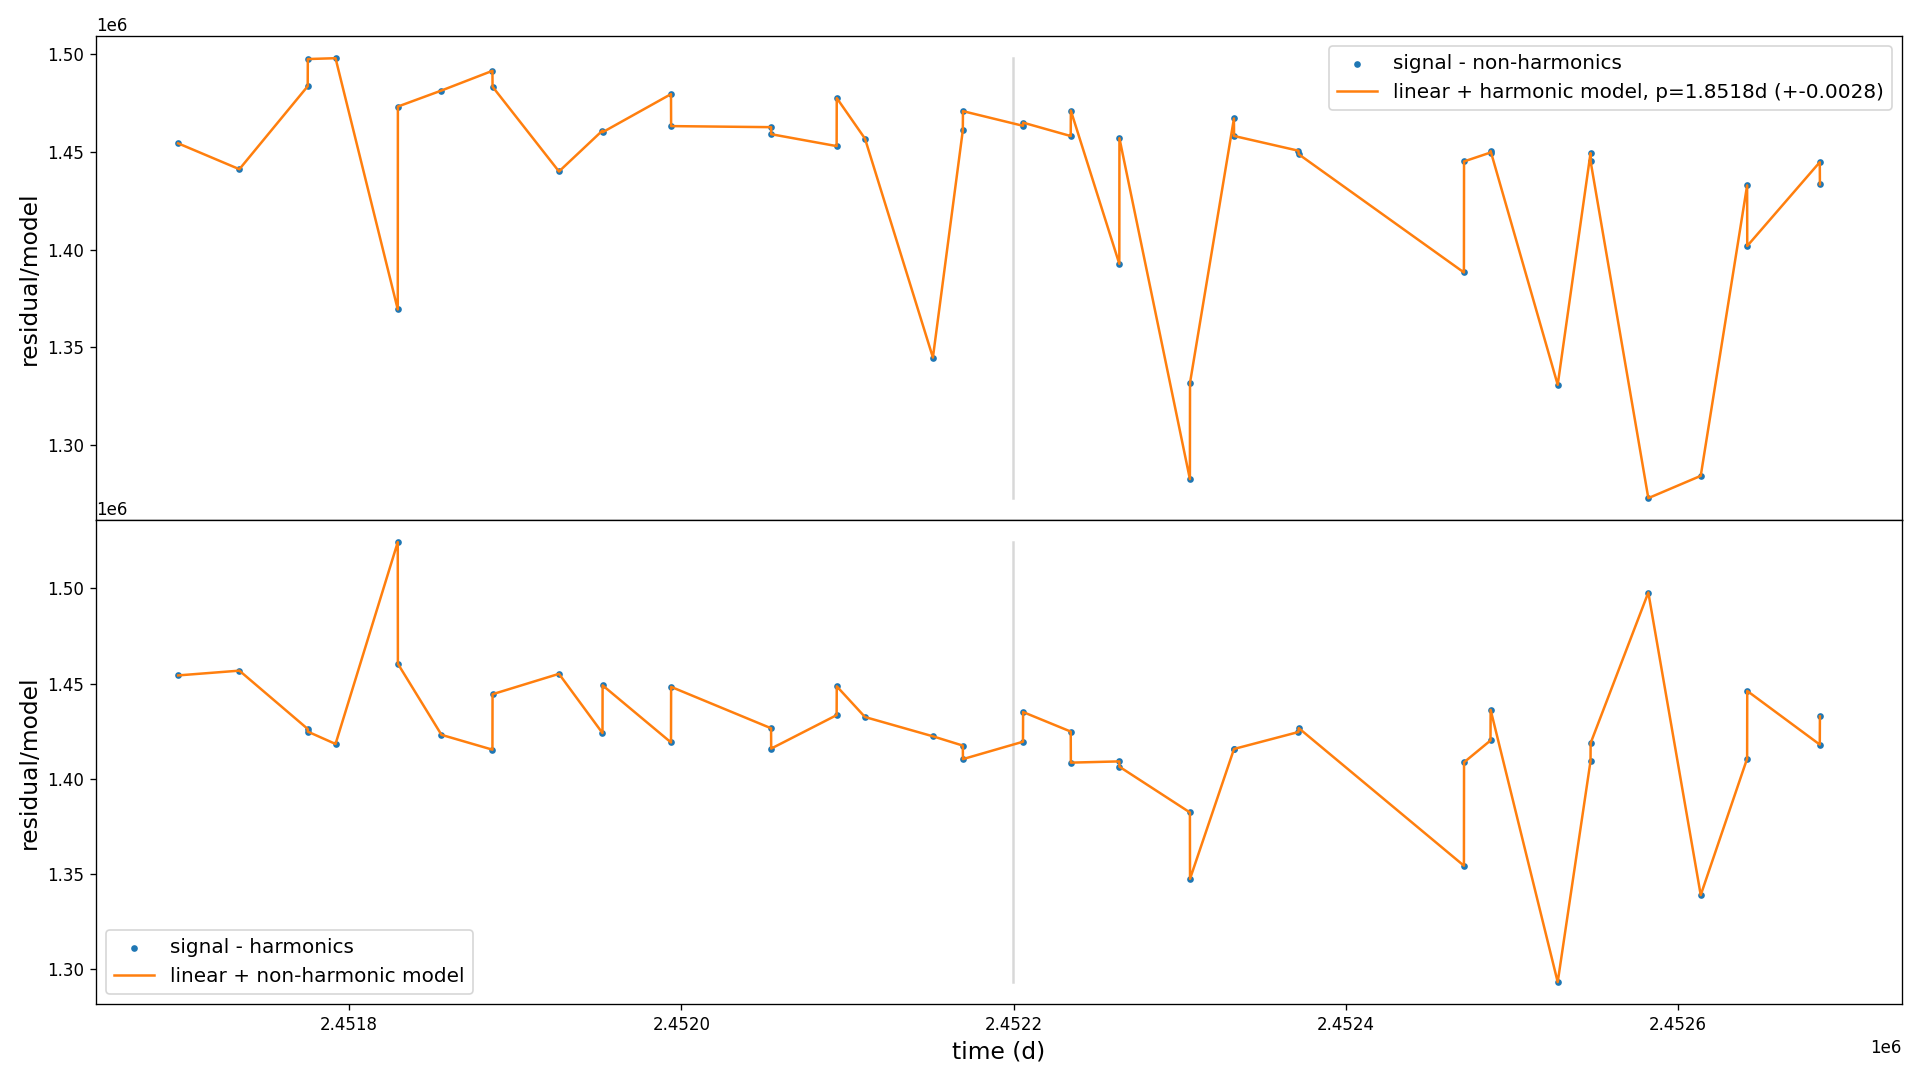 1e6
1.50
1.45
1.40
1.35
1.30
residual/model
signal - non-harmonics
linear + harmonic model, p=1.8518d (+-0.0028)
1e6
1.50
1.45
1.40
1.35
1.30
residual/model
signal - harmonics
linear + non-harmonic model
2.4518
2.4520
2.4522
2.4524
2.4526
time (d)
1e6